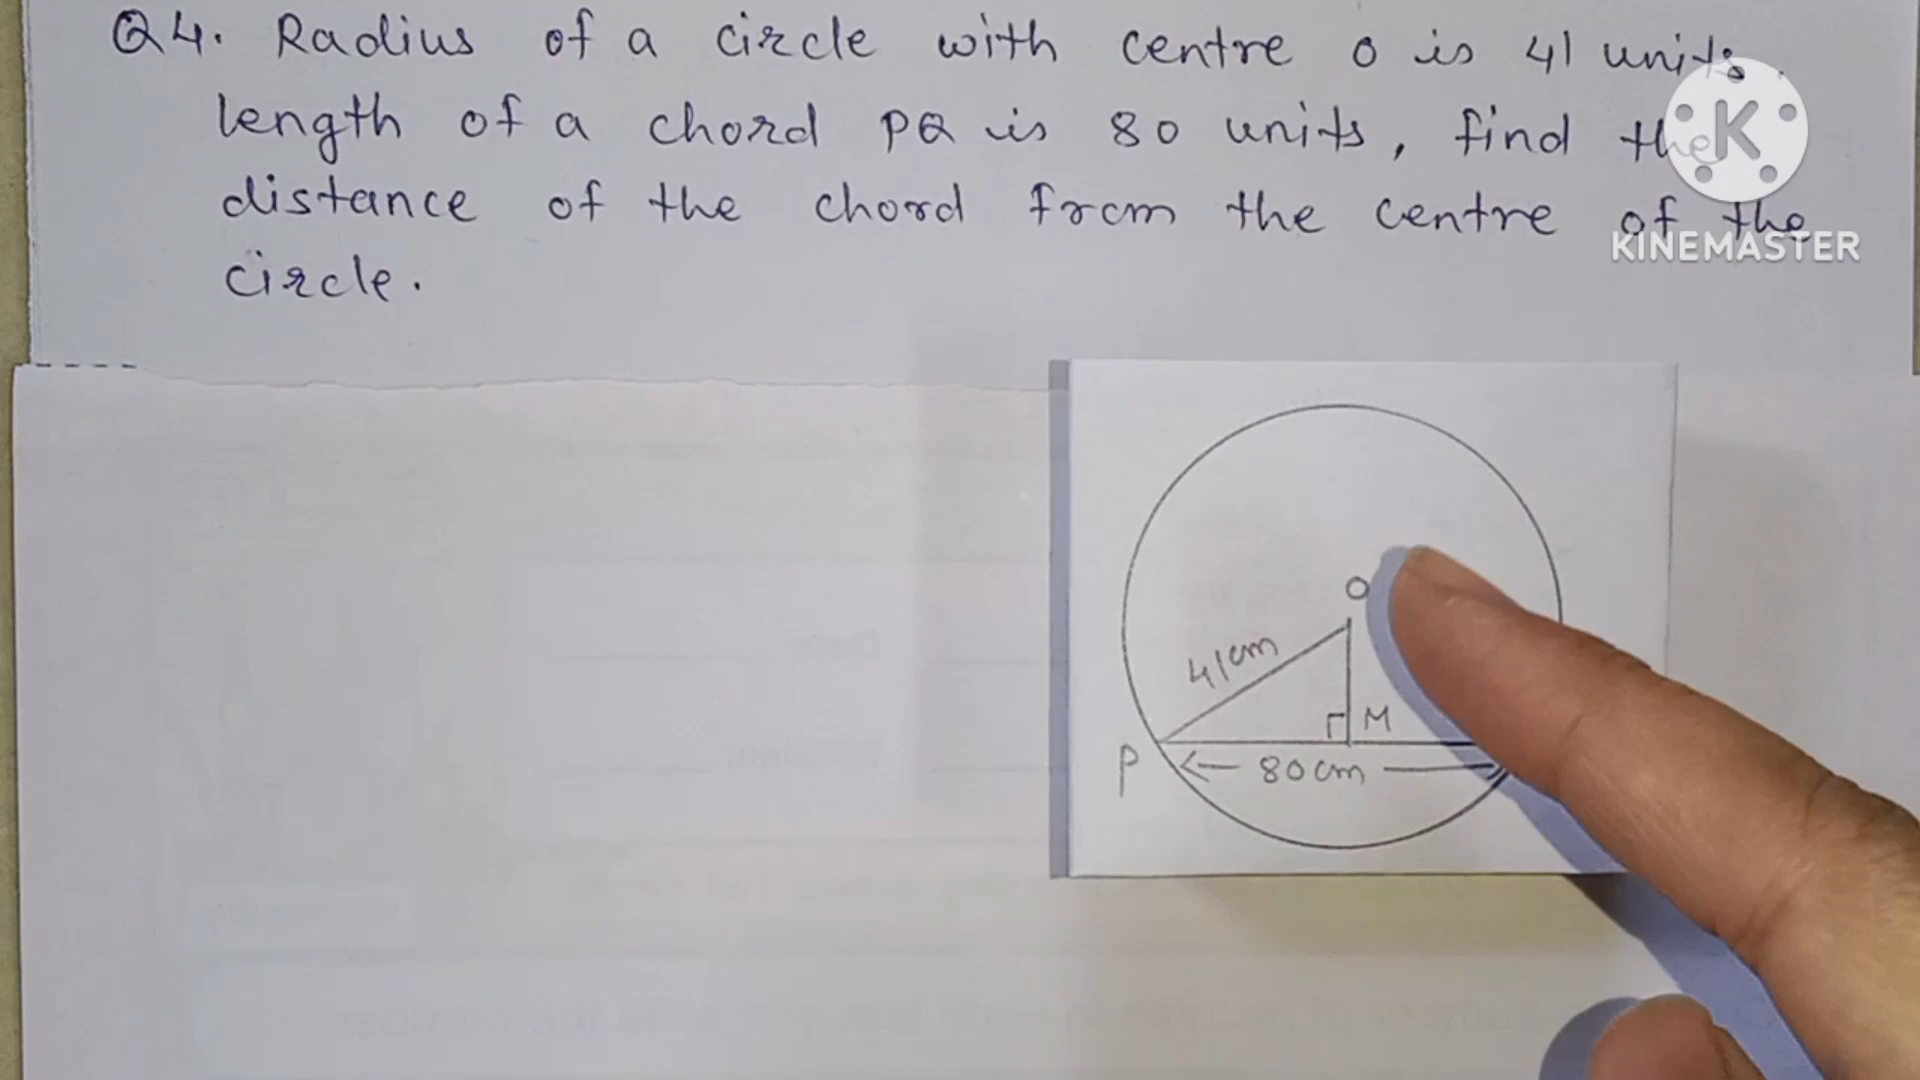 Q4. Radius of a circle with centre O is 41 units.
length of a chord PQ is 80 units, find the
distance of the chord from the centre of the
circle.
K
KINEMASTER
O
41cm
M
P
80cm